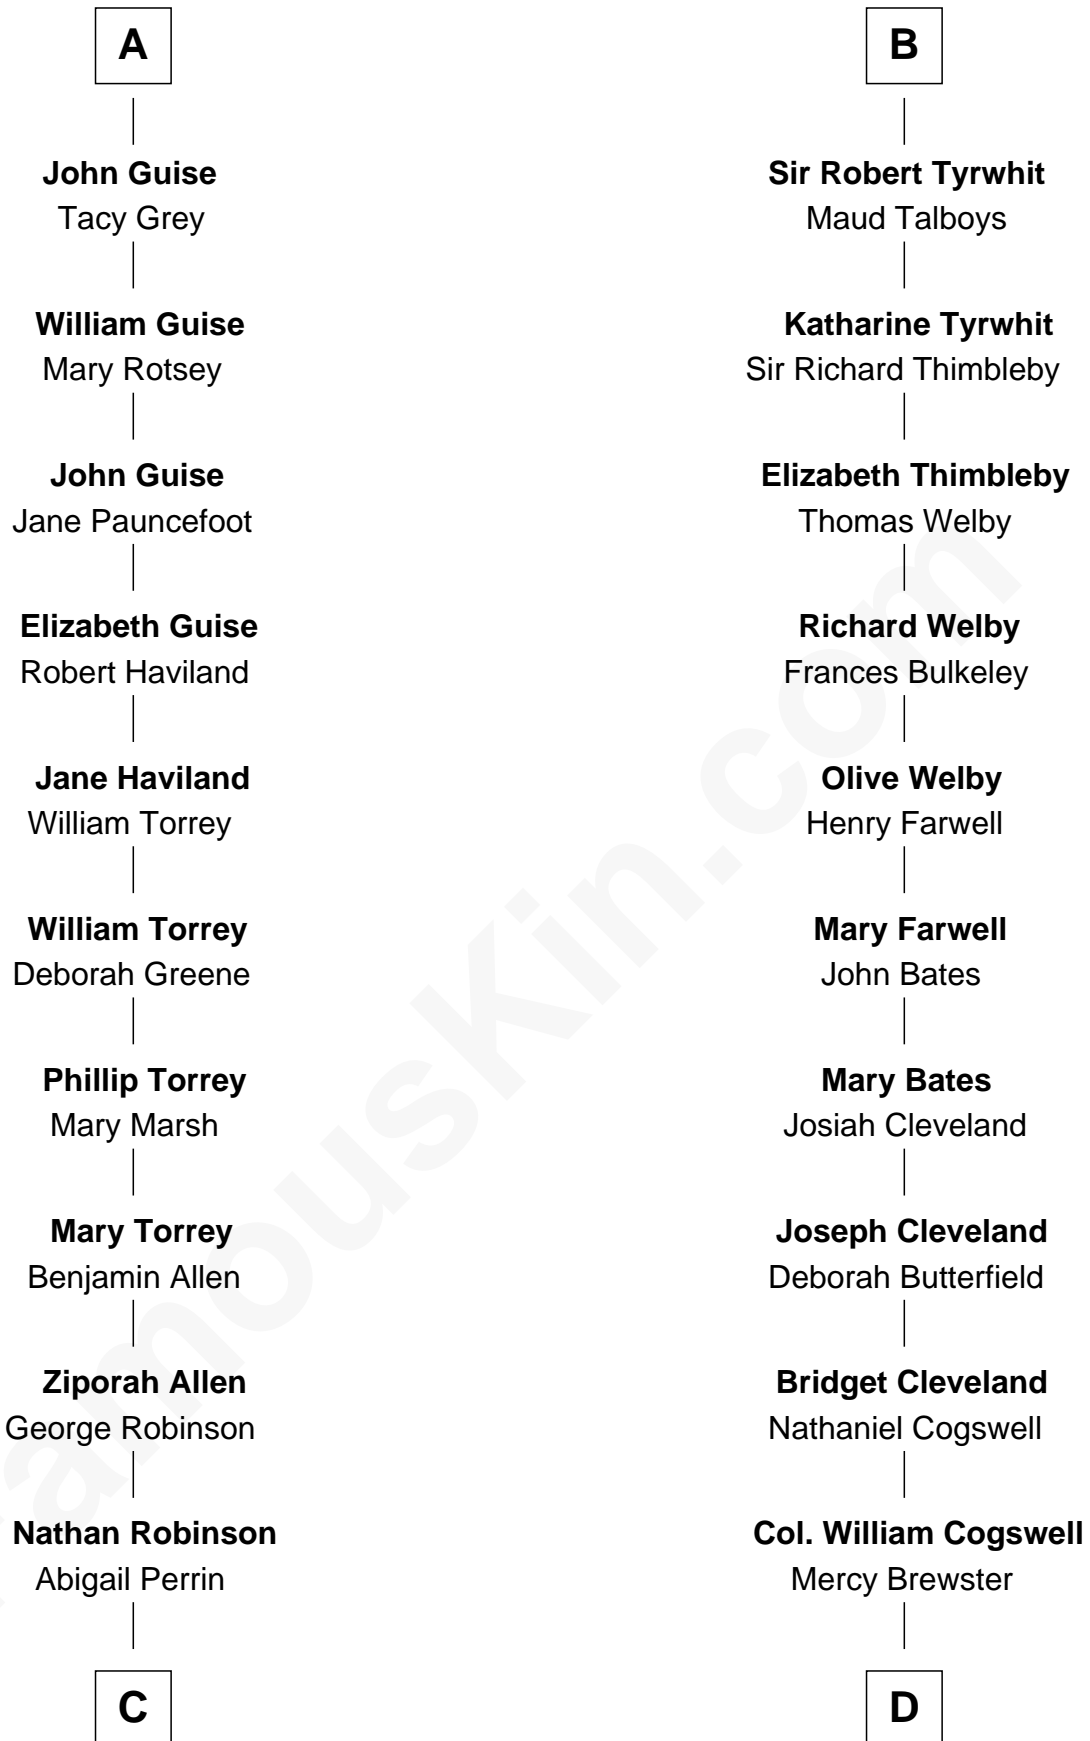 A
John Guise
Tacy Grey
William Guise
Mary Rotsey
John Guise
Jane Pauncefoot
Elizabeth Guise
Robert Haviland
Jane Haviland
William Torrey
William Torrey
Deborah Greene
Phillip Torrey
Mary Marsh
Mary Torrey
Benjamin Allen
Ziporah Allen
George Robinson
Nathan Robinson
Abigail Perrin
C
B
Sir Robert Tyrwhit
Maud Talboys
Katharine Tyrwhit
Sir Richard Thimbleby
Elizabeth Thimbleby
Thomas Welby
Richard Welby
Frances Bulkeley
Olive Welby
Henry Farwell
Mary Farwell
John Bates
Mary Bates
Josiah Cleveland
Joseph Cleveland
Deborah Butterfield
Bridget Cleveland
Nathaniel Cogswell
Col. William Cogswell
Mercy Brewster
D
FamousKin.com